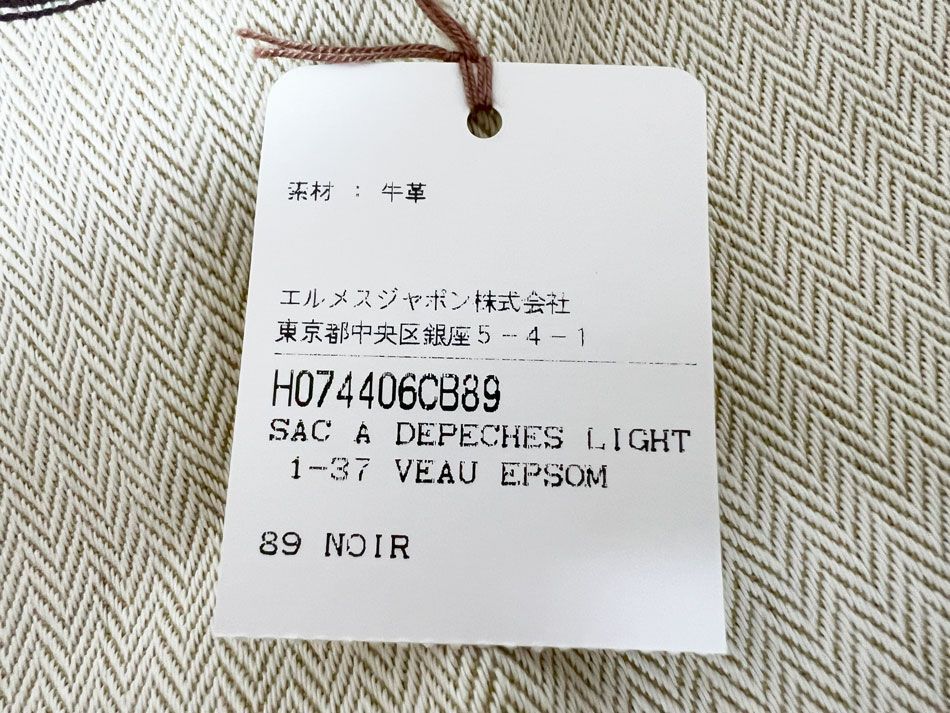 素材 : 牛革
エルメスジャポン株式会社
東京都中央区銀座5-4-1
H074406CB89
SAC A DEPECHES LIGHT
1-37 VEAU EPSOM
89 NOIR